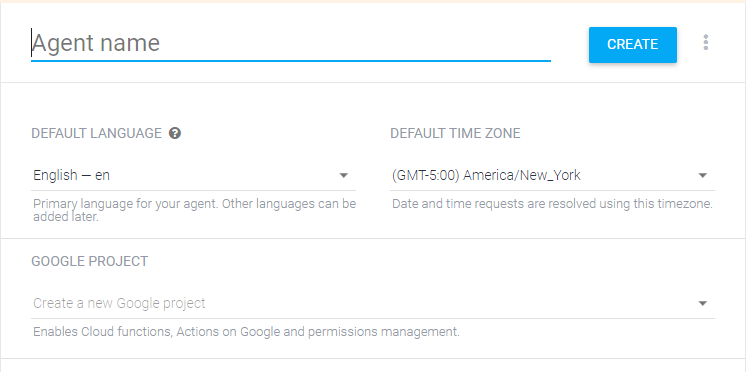 Agent name
CREATE
DEFAULT LANGUAGE ?
DEFAULT TIME ZONE
English — en
(GMT-5:00) America/New_York
Primary language for your agent. Other languages can be
added later.
Date and time requests are resolved using this timezone.
GOOGLE PROJECT
Create a new Google project
Enables Cloud functions, Actions on Google and permissions management.